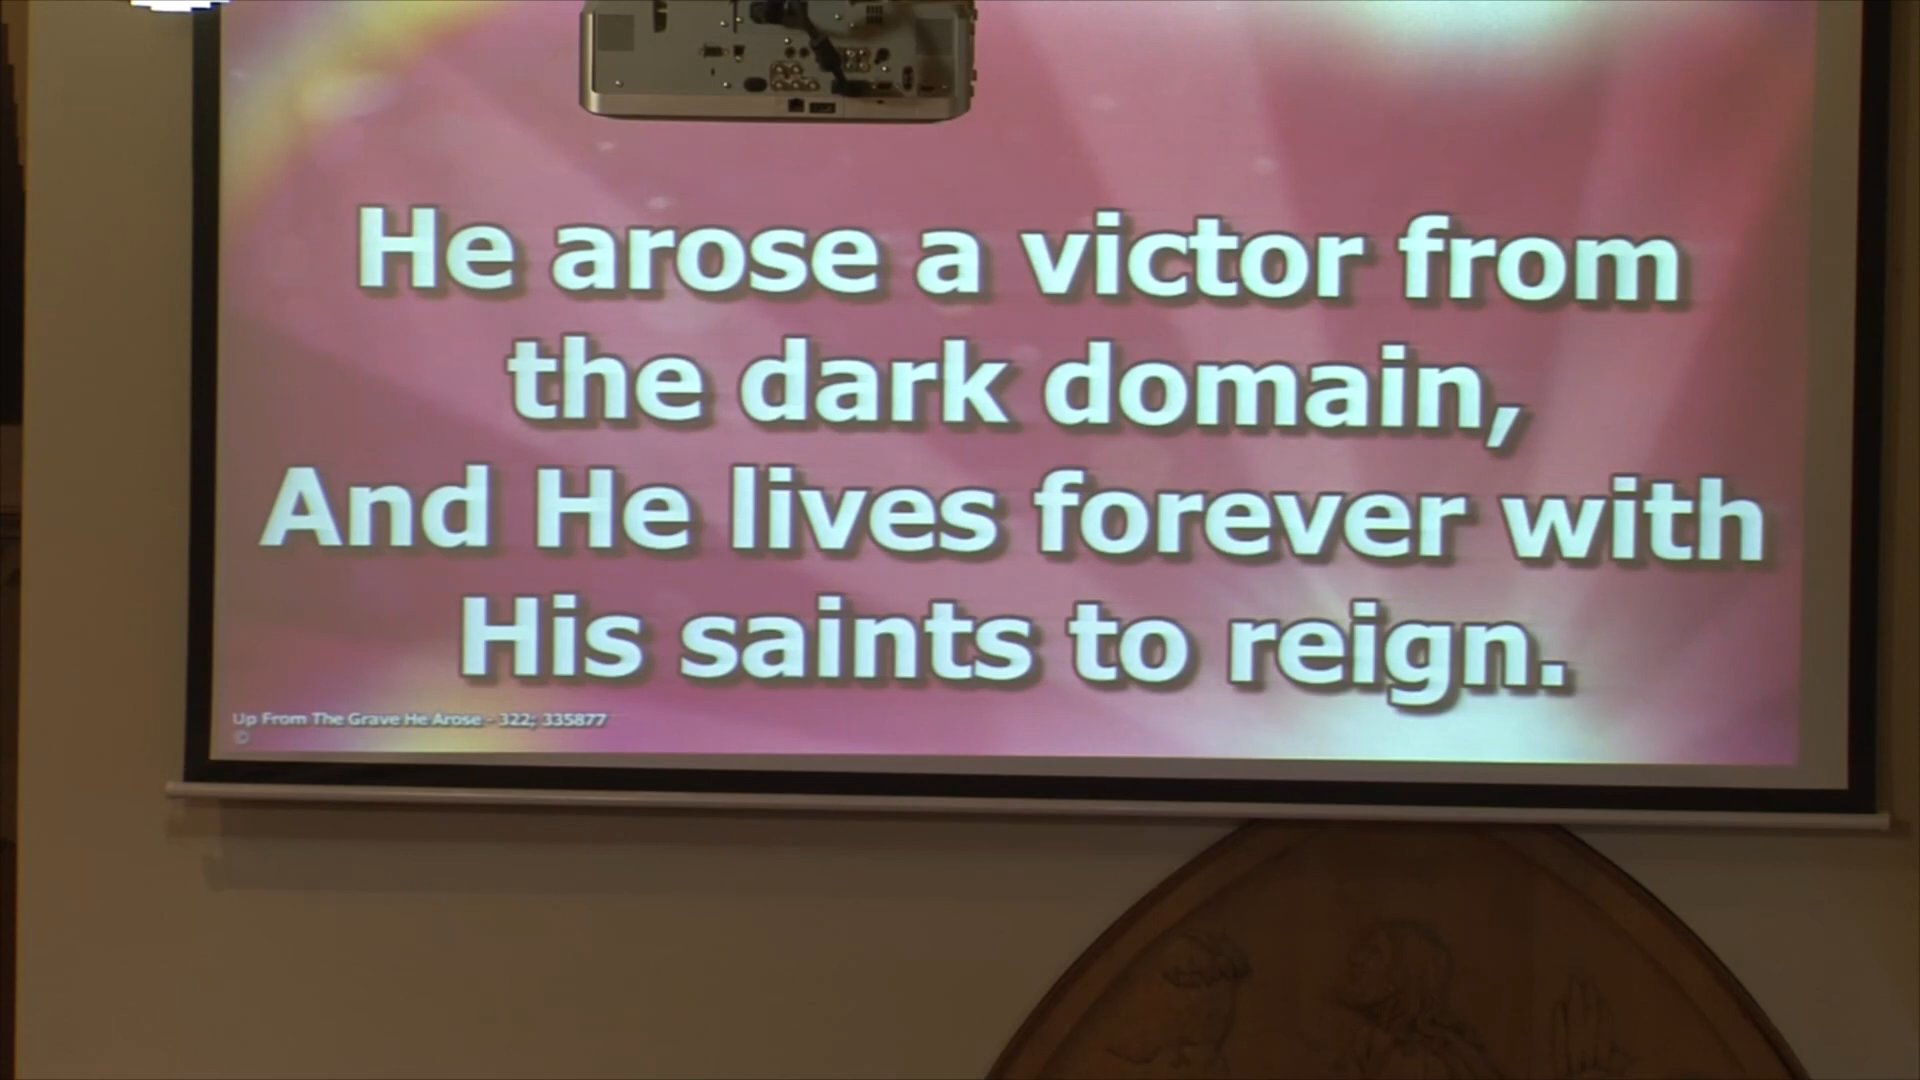 He arose a victor from
the dark domain,
And He lives forever with
His saints to reign.
Up From The Grave He Arose - 322; 335877
©